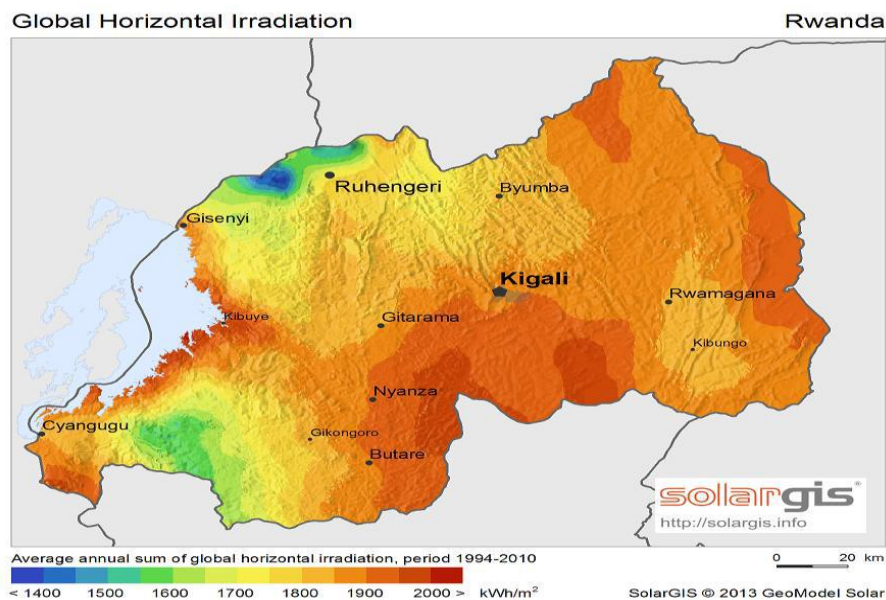 Global Horizontal Irradiation Rwanda
Ruhengeri
Byumba
Gisenyi
Kigali
Rwamagana
Kibuye
Gitarama
Kibungo
Nyanza
Cyangugu
Gikongoro
Butare
solargis®
http://solargis.info
Average annual sum of global horizontal irradiation, period 1994-2010
0 20 km
< 1400 1500 1600 1700 1800 1900 2000 > kWh/m²
SolarGIS © 2013 GeoModel Solar